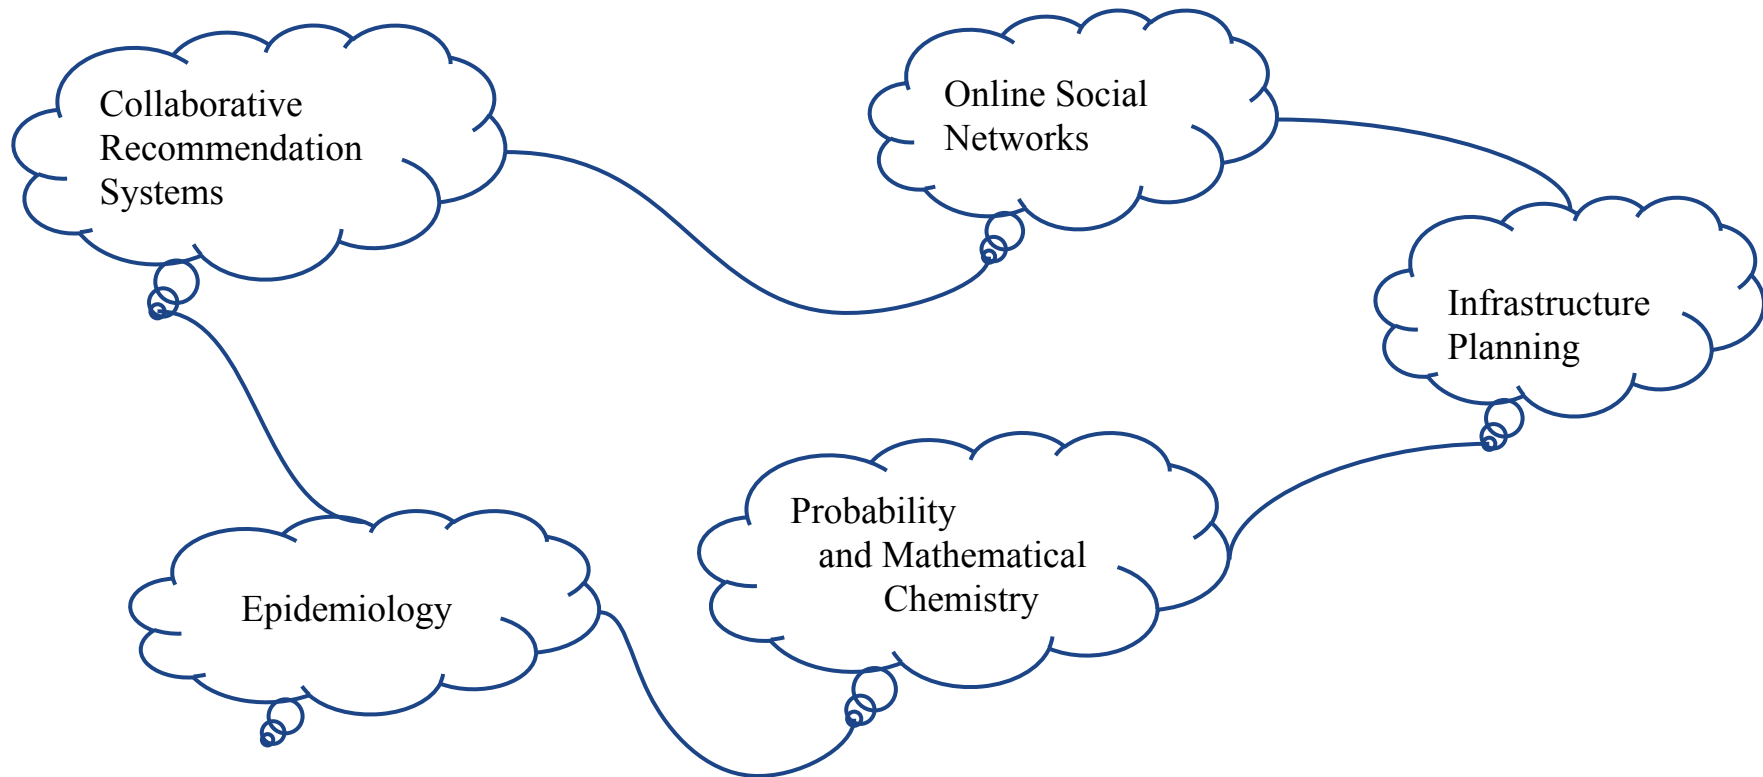 Collaborative
Recommendation
Systems
Online Social
Networks
Infrastructure
Planning
Probability
and Mathematical
Chemistry
Epidemiology